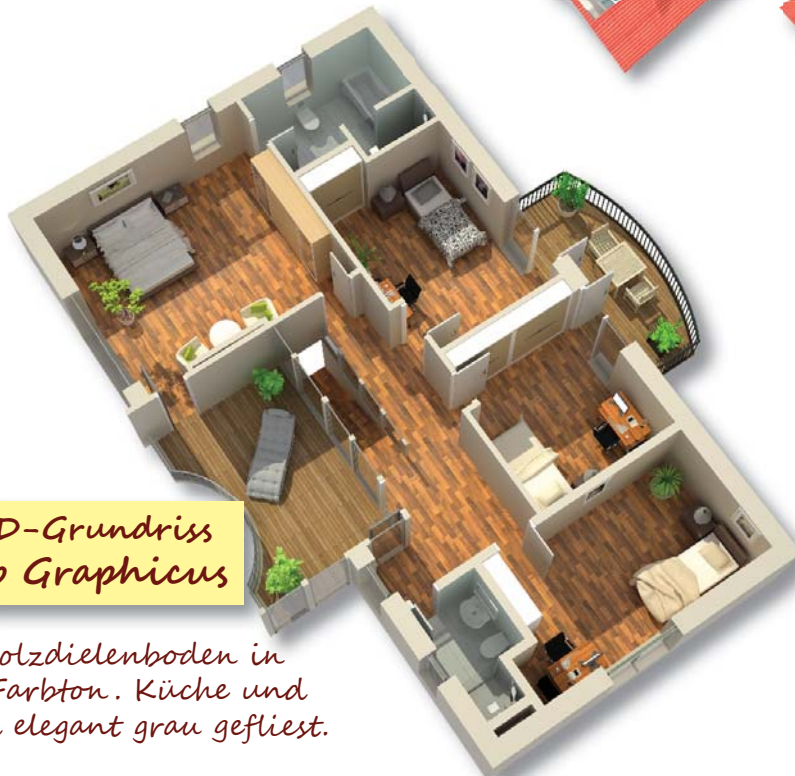 D-Grundriss
Graphicus
olzdielenboden in
Farbton. Küche und
elegant grau gefliest.